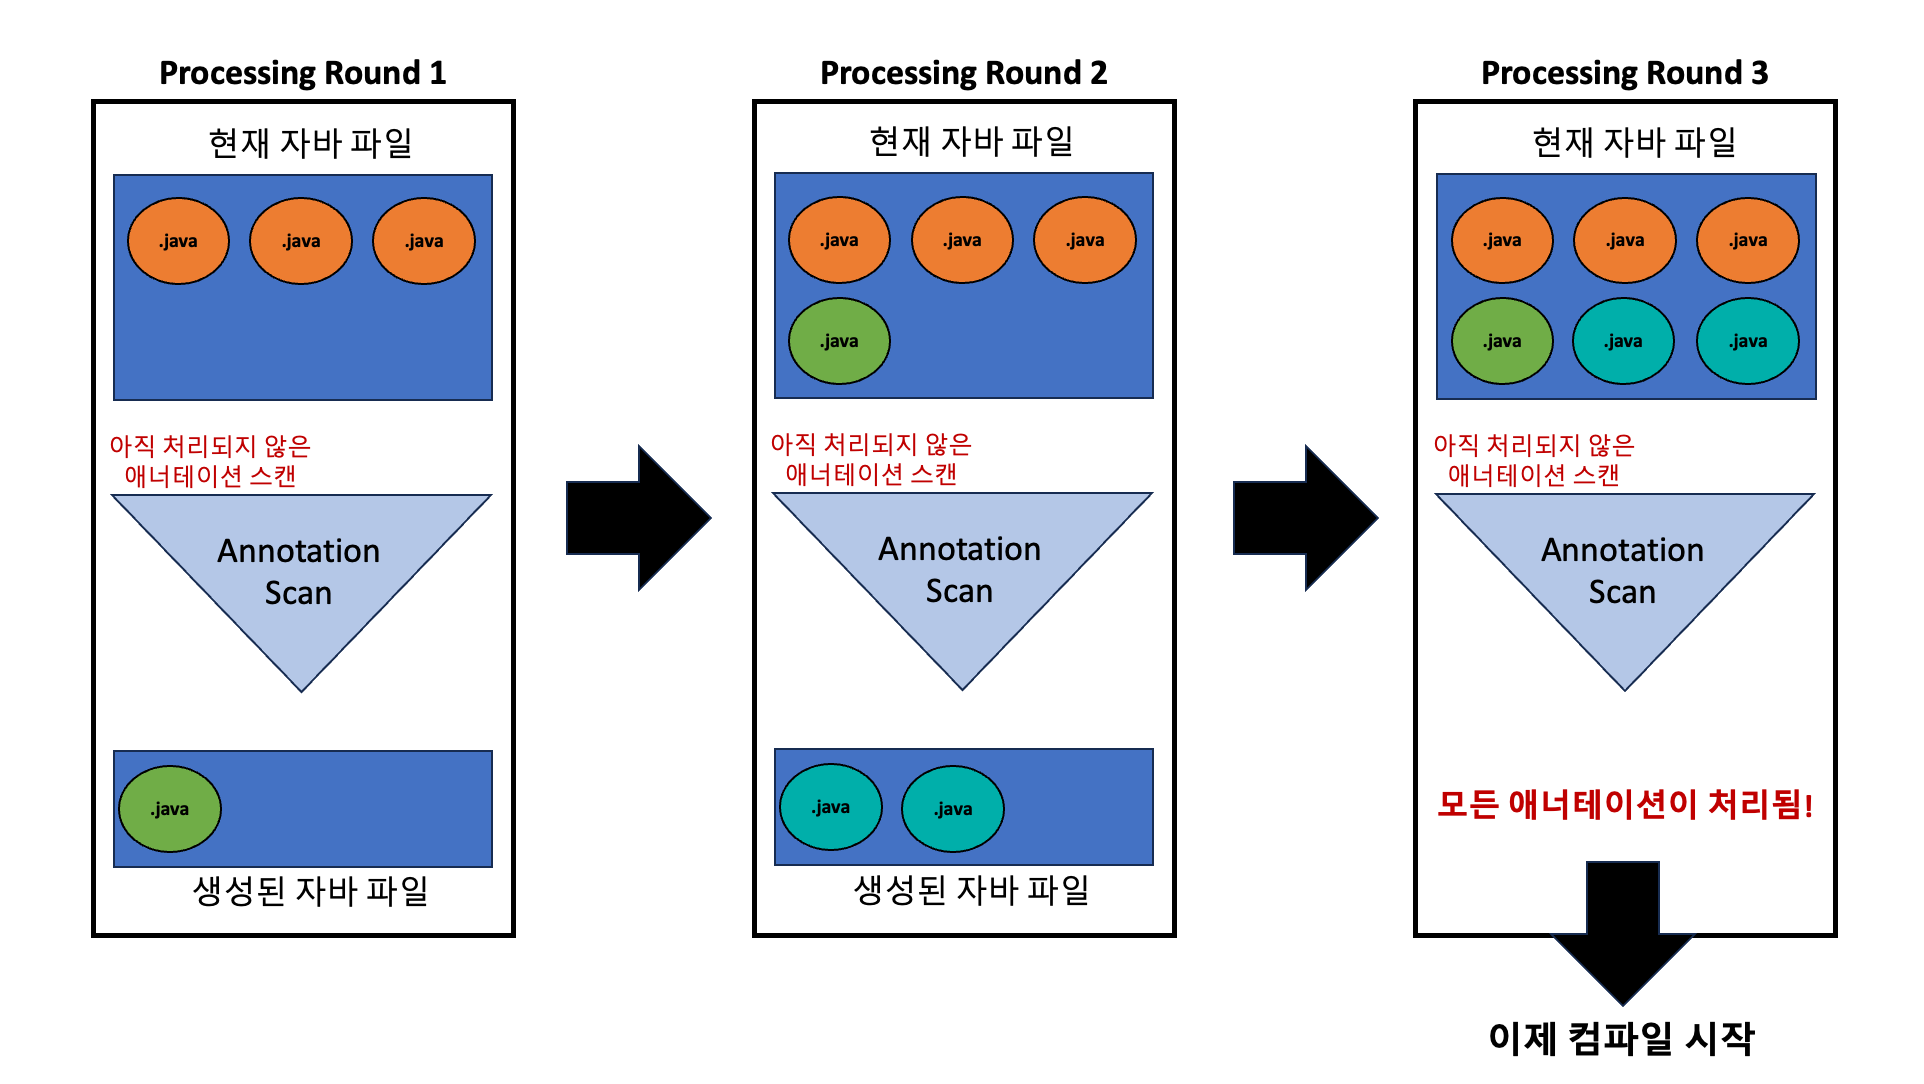 Processing Round 1
현재 자바 파일
.java
.java
.java
아직 처리되지 않은
애너테이션 스캔
Annotation
Scan
.java
생성된 자바 파일
Processing Round 2
현재 자바 파일
.java
.java
.java
.java
아직 처리되지 않은
애너테이션 스캔
Annotation
Scan
.java
.java
생성된 자바 파일
Processing Round 3
현재 자바 파일
.java
.java
.java
.java
.java
.java
아직 처리되지 않은
애너테이션 스캔
Annotation
Scan
모든 애너테이션이 처리됨!
이제 컴파일 시작